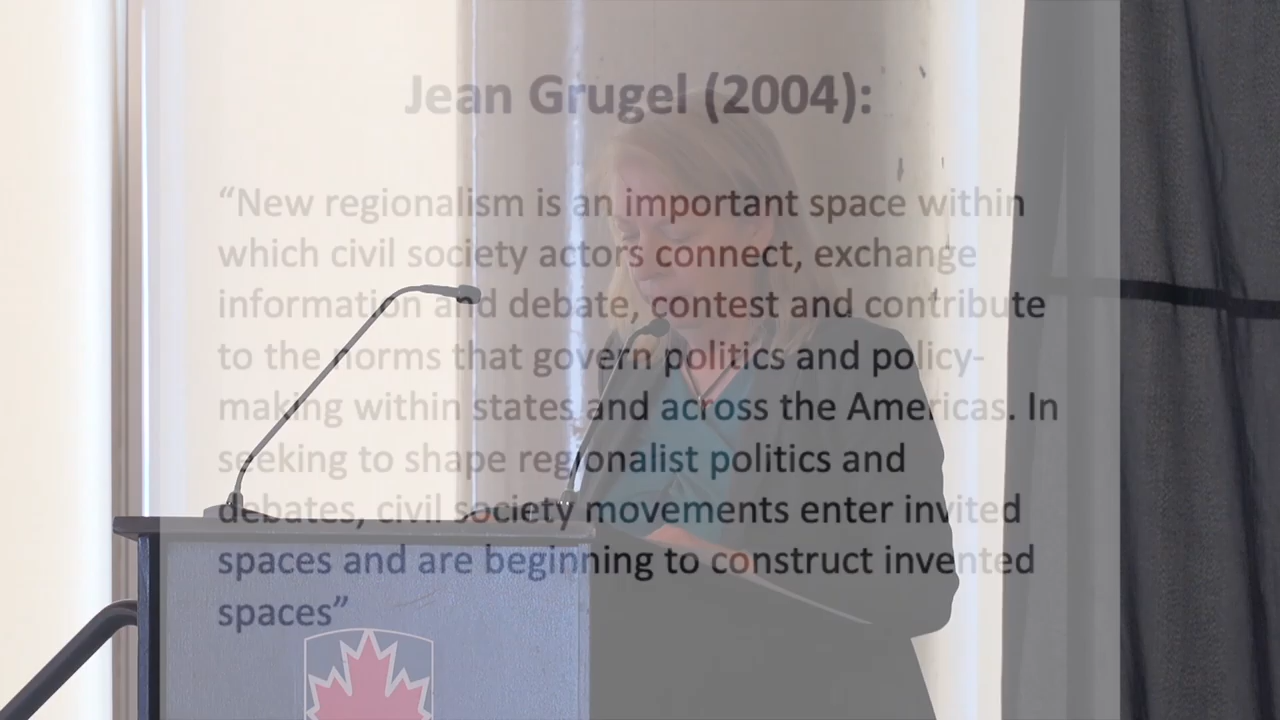 Jean Grugel (2004):
“New regionalism is an important space within
which civil society actors connect, exchange
information and debate, contest and contribute
to the norms that govern politics and policy-
making within states and across the Americas. In
seeking to shape regionalist politics and
debates, civil society movements enter invited
spaces and are beginning to construct invented
spaces”